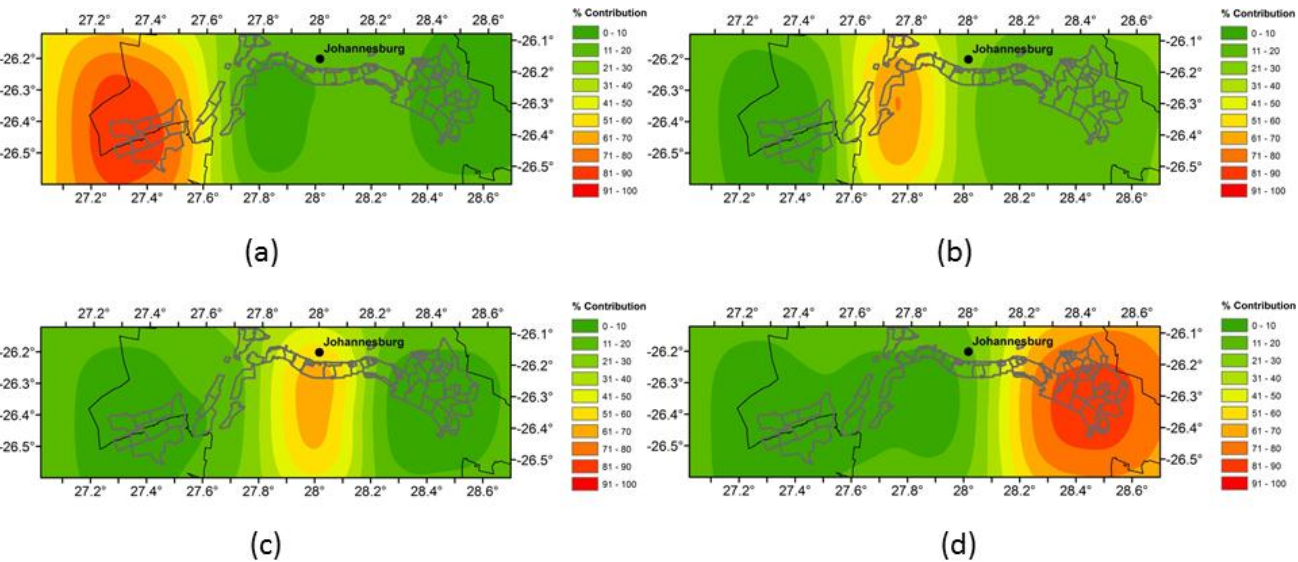 27.2° 27.4° 27.6° 27.8° 28° 28.2° 28.4° 28.6°
-26.2° -26.3° -26.4° -26.5°
Johannesburg
-26.1° -26.2° -26.3° -26.4° -26.5°
27.2° 27.4° 27.6° 27.8° 28° 28.2° 28.4° 28.6°
% Contribution
0 - 10
11 - 20
21 - 30
31 - 40
41 - 50
51 - 60
61 - 70
71 - 80
81 - 90
91 - 100
(a)
27.2° 27.4° 27.6° 27.8° 28° 28.2° 28.4° 28.6°
-26.2° -26.3° -26.4° -26.5°
Johannesburg
-26.1° -26.2° -26.3° -26.4° -26.5°
27.2° 27.4° 27.6° 27.8° 28° 28.2° 28.4° 28.6°
% Contribution
0 - 10
11 - 20
21 - 30
31 - 40
41 - 50
51 - 60
61 - 70
71 - 80
81 - 90
91 - 100
(b)
27.2° 27.4° 27.6° 27.8° 28° 28.2° 28.4° 28.6°
-26.2° -26.3° -26.4° -26.5°
Johannesburg
-26.1° -26.2° -26.3° -26.4° -26.5°
27.2° 27.4° 27.6° 27.8° 28° 28.2° 28.4° 28.6°
% Contribution
0 - 10
11 - 20
21 - 30
31 - 40
41 - 50
51 - 60
61 - 70
71 - 80
81 - 90
91 - 100
(c)
27.2° 27.4° 27.6° 27.8° 28° 28.2° 28.4° 28.6°
-26.2° -26.3° -26.4° -26.5°
Johannesburg
-26.1° -26.2° -26.3° -26.4° -26.5°
27.2° 27.4° 27.6° 27.8° 28° 28.2° 28.4° 28.6°
% Contribution
0 - 10
11 - 20
21 - 30
31 - 40
41 - 50
51 - 60
61 - 70
71 - 80
81 - 90
91 - 100
(d)